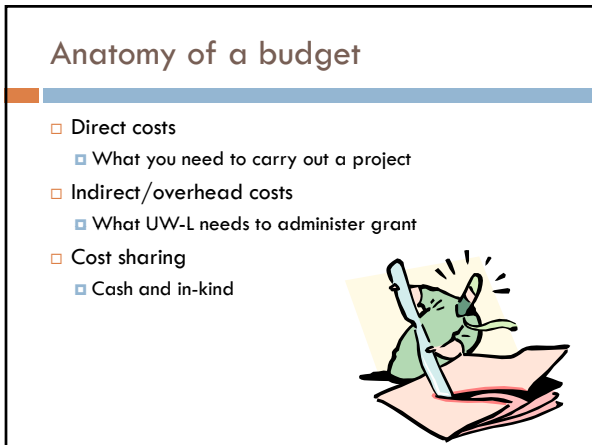 Anatomy of a budget
Direct costs
What you need to carry out a project
Indirect/overhead costs
What UW-L needs to administer grant
Cost sharing
Cash and in-kind